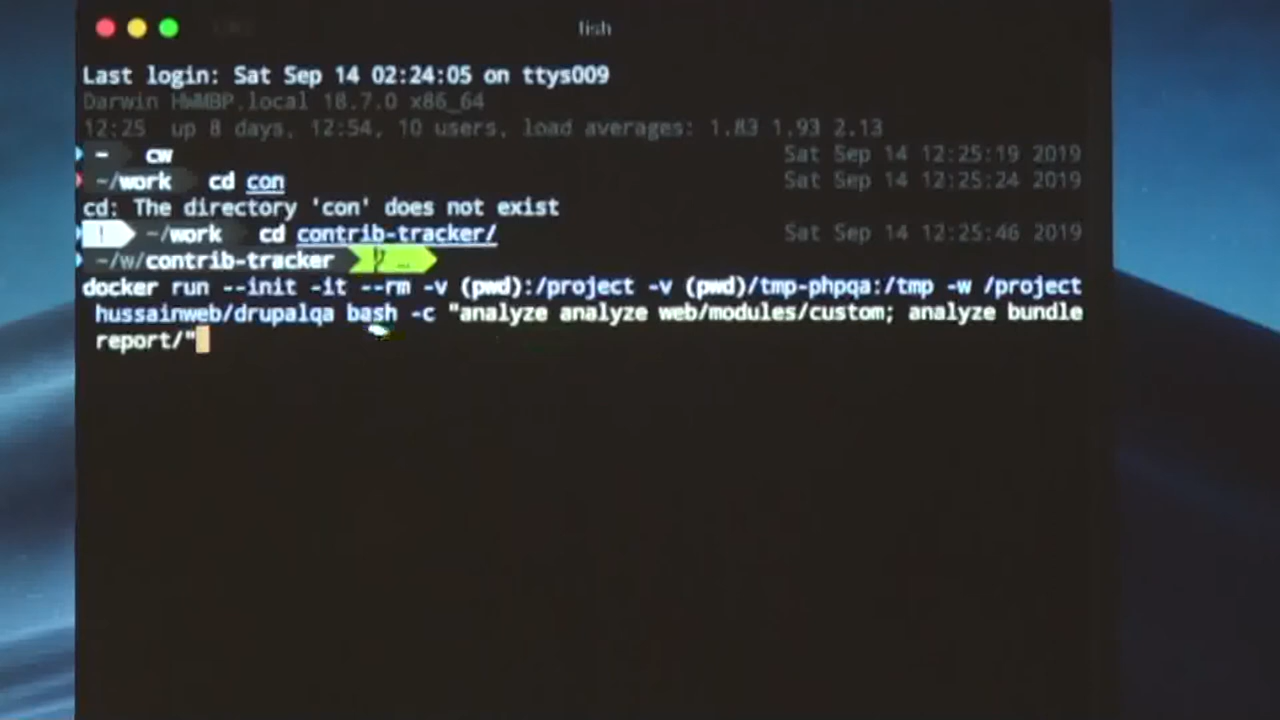 fish
Last login: Sat Sep 14 02:24:05 on ttys009
Darwin HWMBP.local 18.7.0 x86_64
12:25 up 8 days, 12:54, 10 users, load averages: 1.83 1.93 2.13
~ cw Sat Sep 14 12:25:19 2019
~/work cd con Sat Sep 14 12:25:24 2019
cd: The directory 'con' does not exist
! ~/work cd contrib-tracker/ Sat Sep 14 12:25:46 2019
~/w/contrib-tracker …
docker run --init -it --rm -v (pwd):/project -v (pwd)/tmp-phpqa:/tmp -w /project
hussainweb/drupalqa bash -c "analyze analyze web/modules/custom; analyze bundle
report/"